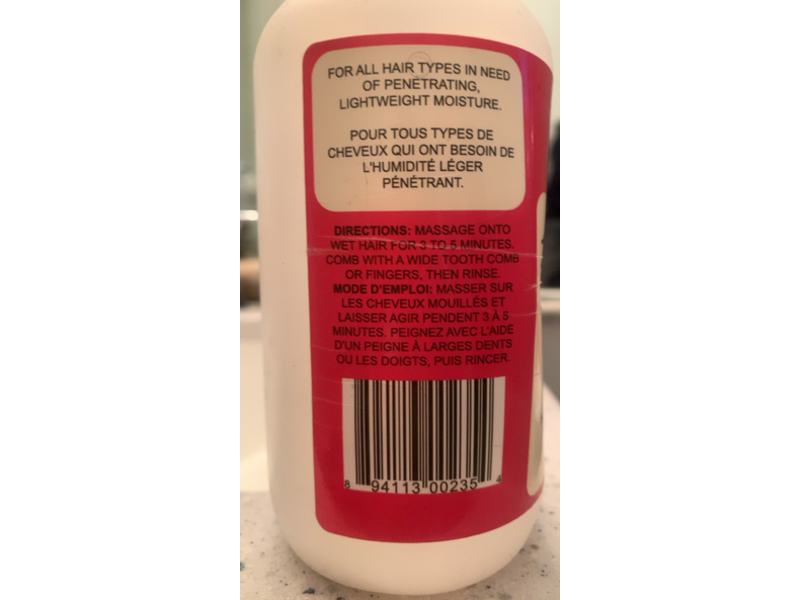 FOR ALL HAIR TYPES IN NEED
OF PENETRATING,
LIGHTWEIGHT MOISTURE.
POUR TOUS TYPES DE
CHEVEUX QUI ONT BESOIN DE
L'HUMIDITÉ LÉGER
PÉNÉTRANT.
DIRECTIONS: MASSAGE ONTO
WET HAIR FOR 3 TO 5 MINUTES.
COMB WITH A WIDE TOOTH COMB
OR FINGERS, THEN RINSE.
MODE D'EMPLOI: MASSER SUR
LES CHEVEUX MOUILLÉS ET
LAISSER AGIR PENDENT 3 À 5
MINUTES. PEIGNEZ AVEC L'AIDE
D'UN PEIGNE À LARGES DENTS
OU LES DOIGTS, PUIS RINCER.
8 94113 00235 4